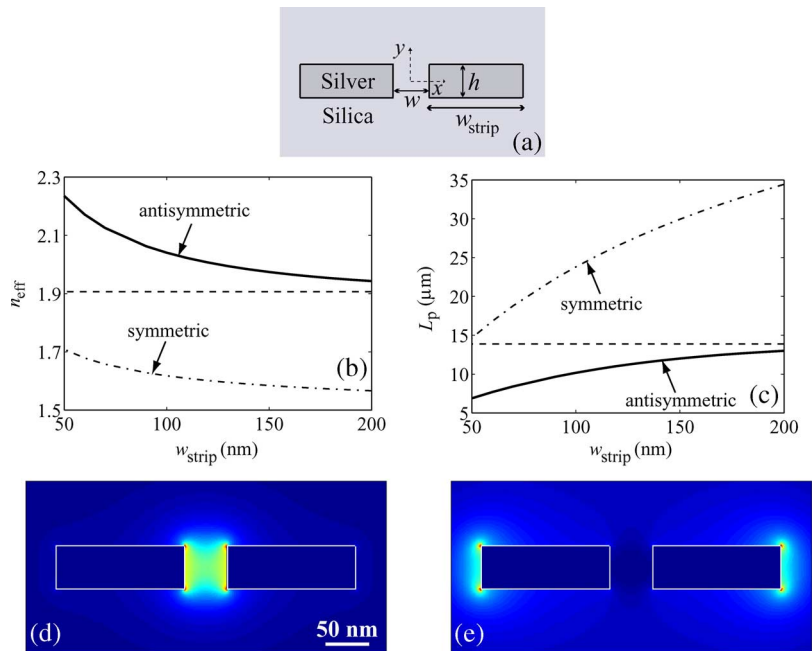 y
Silver
x
h
w
Silica
w_strip
(a)
2.3
2.1
1.9
1.7
1.5
n_eff
antisymmetric
symmetric
(b)
50
100
150
200
w_strip (nm)
35
30
25
20
15
10
5
L_p (μm)
symmetric
antisymmetric
(c)
50
100
150
200
w_strip (nm)
(d)
50 nm
(e)